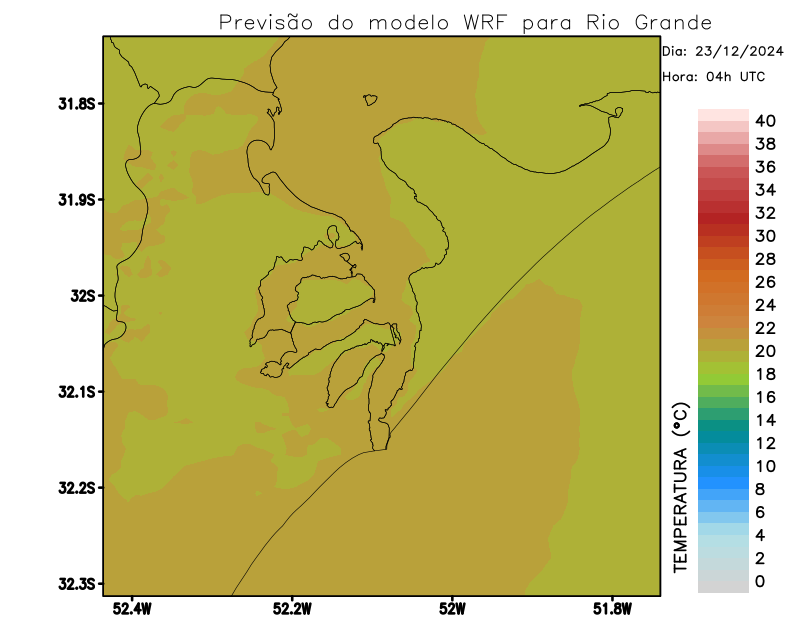 Previsão do modelo WRF para Rio Grande
Dia: 23/12/2024
Hora: 04h UTC
31.8S
31.9S
32S
32.1S
32.2S
32.3S
52.4W
52.2W
52W
51.8W
TEMPERATURA (°C)
40
38
36
34
32
30
28
26
24
22
20
18
16
14
12
10
8
6
4
2
0